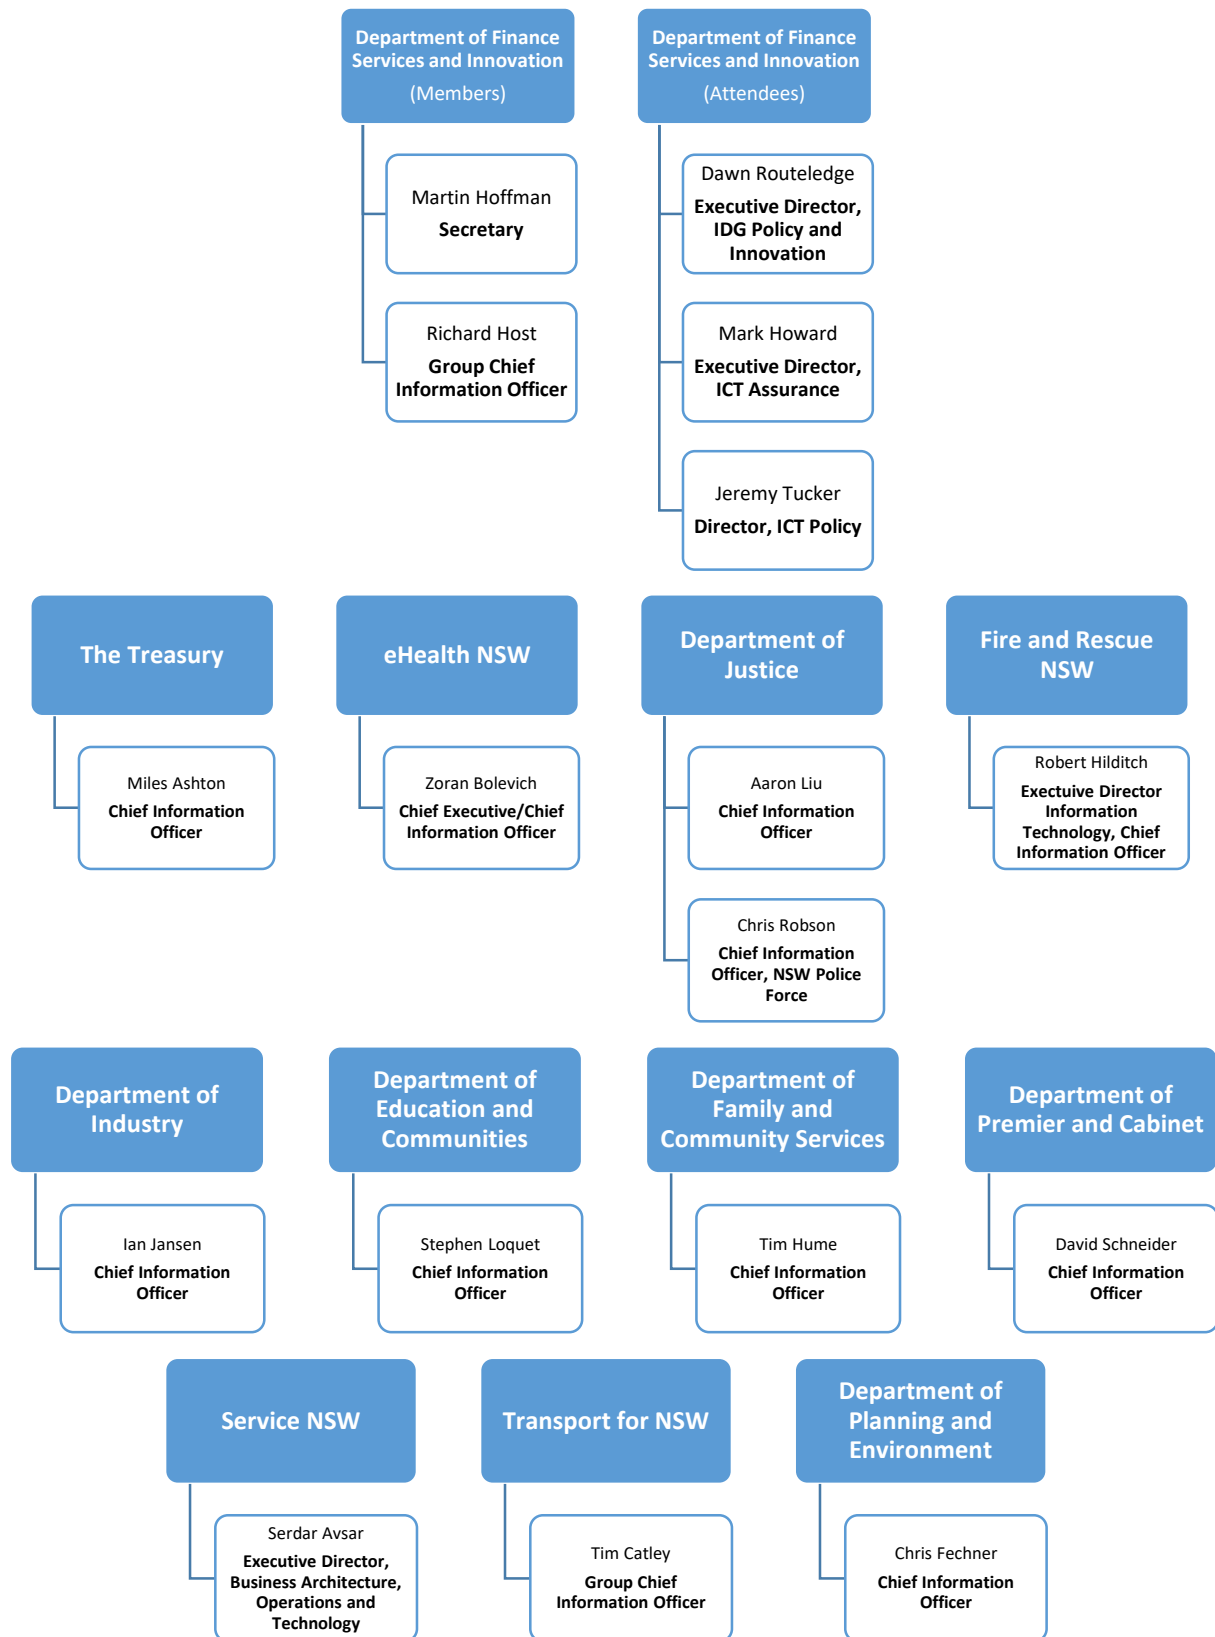 Department of Finance
Services and Innovation
(Members)
Martin Hoffman
Secretary
Richard Host
Group Chief
Information Officer
Department of Finance
Services and Innovation
(Attendees)
Dawn Routeledge
Executive Director,
IDG Policy and
Innovation
Mark Howard
Executive Director,
ICT Assurance
Jeremy Tucker
Director, ICT Policy
The Treasury
Miles Ashton
Chief Information
Officer
eHealth NSW
Zoran Bolevich
Chief Executive/Chief
Information Officer
Department of
Justice
Aaron Liu
Chief Information
Officer
Chris Robson
Chief Information
Officer, NSW Police
Force
Fire and Rescue
NSW
Robert Hilditch
Exectuive Director
Information
Technology, Chief
Information Officer
Department of
Industry
Ian Jansen
Chief Information
Officer
Department of
Education and
Communities
Stephen Loquet
Chief Information
Officer
Department of
Family and
Community Services
Tim Hume
Chief Information
Officer
Department of
Premier and Cabinet
David Schneider
Chief Information
Officer
Service NSW
Serdar Avsar
Executive Director,
Business Architecture,
Operations and
Technology
Transport for NSW
Tim Catley
Group Chief
Information Officer
Department of
Planning and
Environment
Chris Fechner
Chief Information
Officer